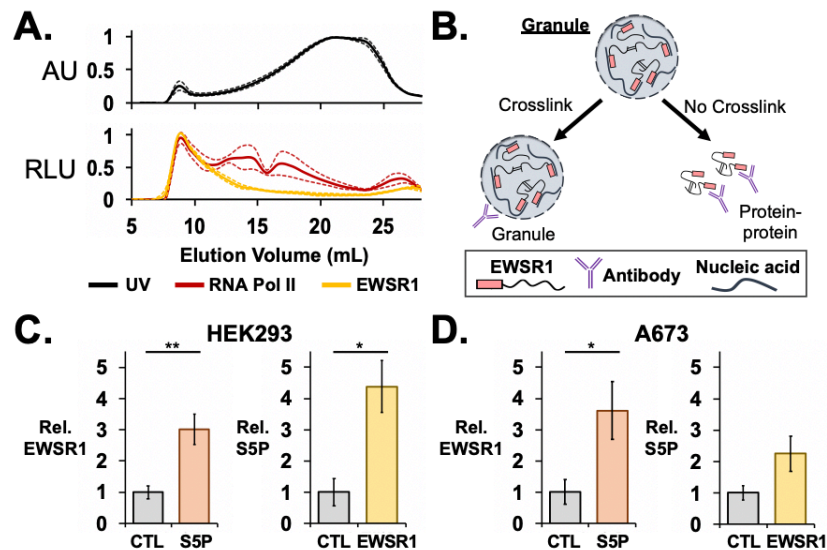 A.
AU
1
0.5
0
RLU
1
0.5
0
5 10 15 20 25
Elution Volume (mL)
UV RNA Pol II EWSR1
B.
Granule
Crosslink
No Crosslink
Granule
Protein-
protein
EWSR1
Antibody
Nucleic acid
C.
HEK293
Rel.
EWSR1
5
4
3
2
1
0
**
CTL S5P
Rel.
S5P
5
4
3
2
1
0
*
CTL EWSR1
D.
A673
Rel.
EWSR1
5
4
3
2
1
0
*
CTL S5P
Rel.
S5P
5
4
3
2
1
0
CTL EWSR1